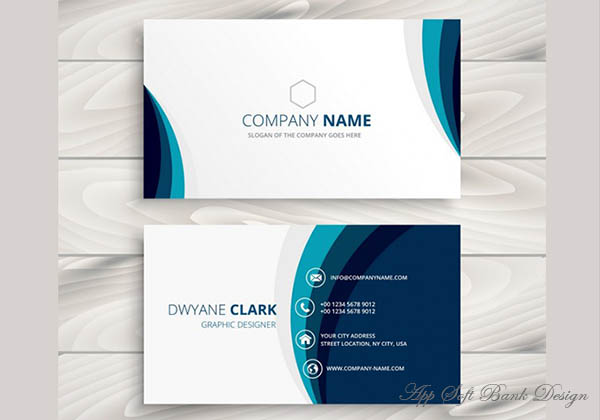 COMPANY NAME
SLOGAN OF THE COMPANY GOES HERE
INFO@COMPANYNAME.COM
DWYANE CLARK
GRAPHIC DESIGNER
+00 1234 5678 9012
+00 1234 5678 9012
YOUR CITY ADDRESS
STREET LOCATION, NY CITY, USA
WWW.COMPANY-NAME.COM
App Soft Bank Design